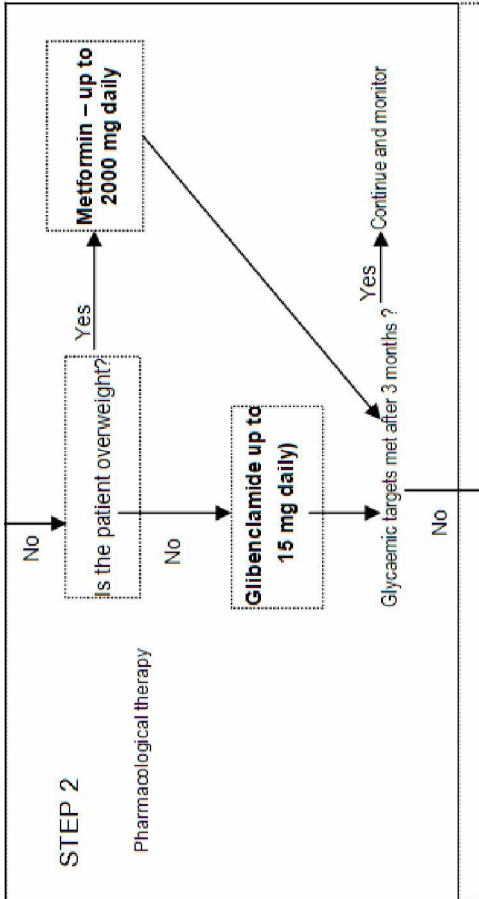 STEP 2
Pharmacological therapy
No
Is the patient overweight?
Yes
Metformin – up to
2000 mg daily
No
Glibenclamide up to
15 mg daily)
Glycaemic targets met after 3 months ?
Yes
Continue and monitor
No